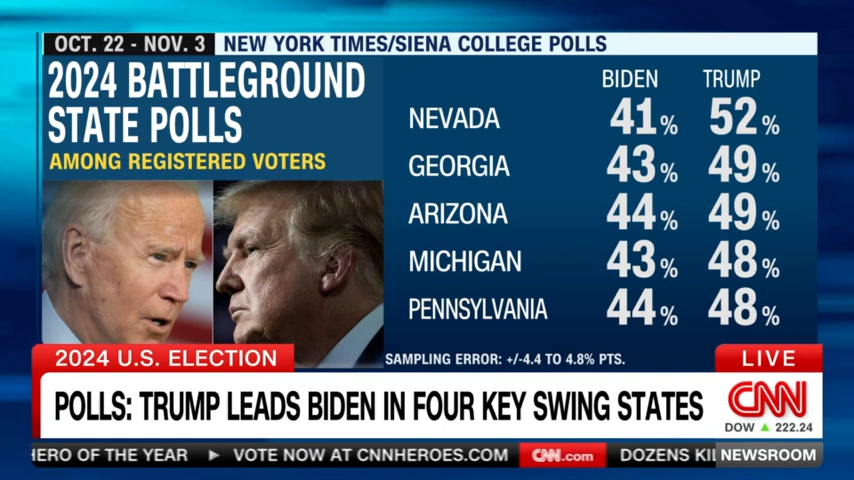 OCT. 22 - NOV. 3 NEW YORK TIMES/SIENA COLLEGE POLLS
2024 BATTLEGROUND
STATE POLLS
AMONG REGISTERED VOTERS
BIDEN TRUMP
NEVADA 41% 52%
GEORGIA 43% 49%
ARIZONA 44% 49%
MICHIGAN 43% 48%
PENNSYLVANIA 44% 48%
SAMPLING ERROR: +/-4.4 TO 4.8% PTS.
2024 U.S. ELECTION
LIVE
POLLS: TRUMP LEADS BIDEN IN FOUR KEY SWING STATES
CNN
DOW ▲ 222.24
HERO OF THE YEAR ► VOTE NOW AT CNNHEROES.COM CNN.com DOZENS KIL NEWSROOM